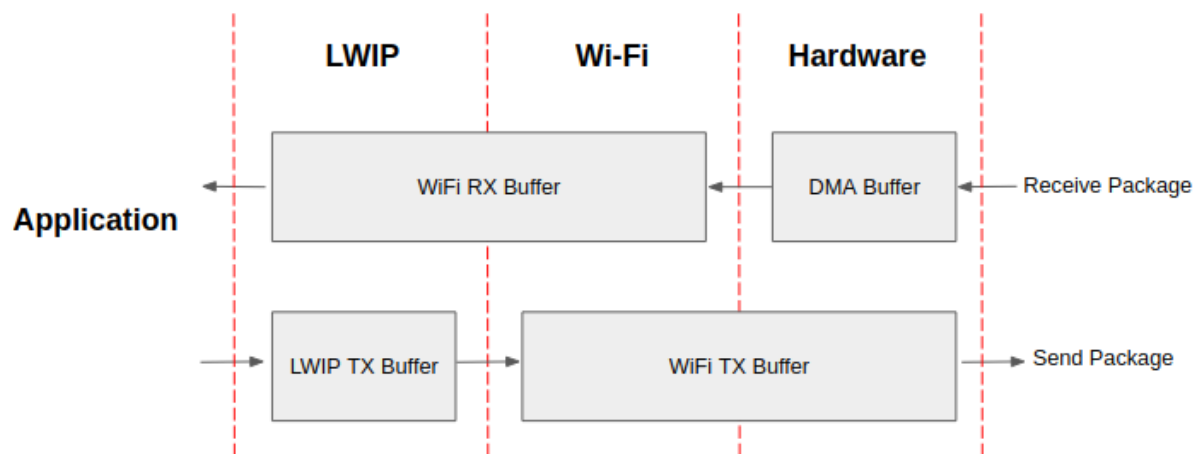 LWIP
Wi-Fi
Hardware
WiFi RX Buffer
DMA Buffer
Receive Package
Application
LWIP TX Buffer
WiFi TX Buffer
Send Package